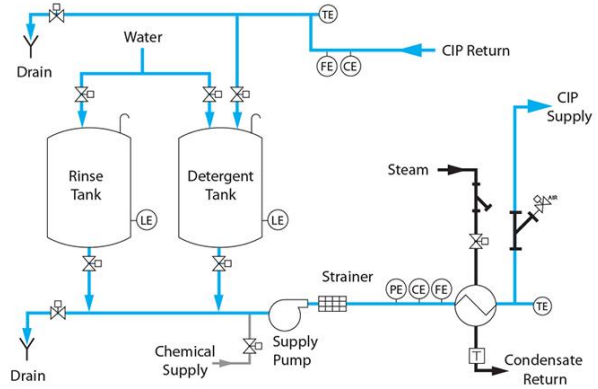 TE
Water
CIP Return
Drain
FE
CE
CIP
Supply
Rinse
Tank
Detergent
Tank
Steam
AIR
LE
LE
Strainer
PE
CE
FE
TE
Chemical
Supply
Supply
Pump
T
Condensate
Return
Drain